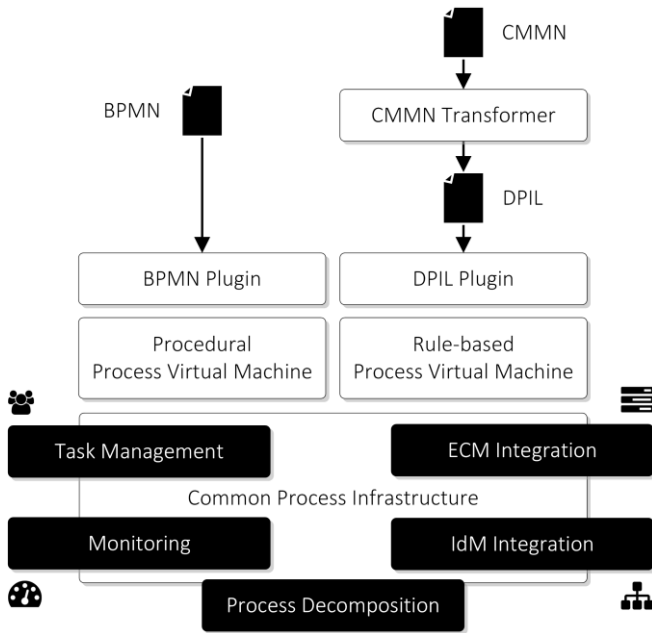 CMMN
BPMN
CMMN Transformer
DPIL
BPMN Plugin
DPIL Plugin
Procedural
Process Virtual Machine
Rule-based
Process Virtual Machine
Task Management
ECM Integration
Common Process Infrastructure
Monitoring
IdM Integration
Process Decomposition